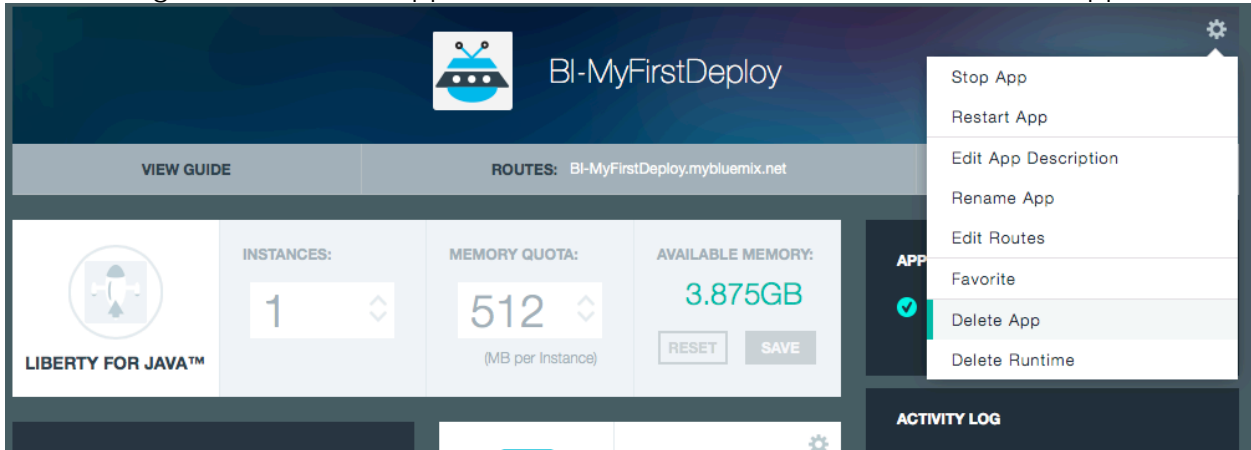 BI-MyFirstDeploy
Stop App
Restart App
Edit App Description
Rename App
Edit Routes
Favorite
Delete App
Delete Runtime
VIEW GUIDE
ROUTES: BI-MyFirstDeploy.mybluemix.net
LIBERTY FOR JAVA™
INSTANCES:
1
MEMORY QUOTA:
512
(MB per Instance)
AVAILABLE MEMORY:
3.875GB
RESET SAVE
ACTIVITY LOG